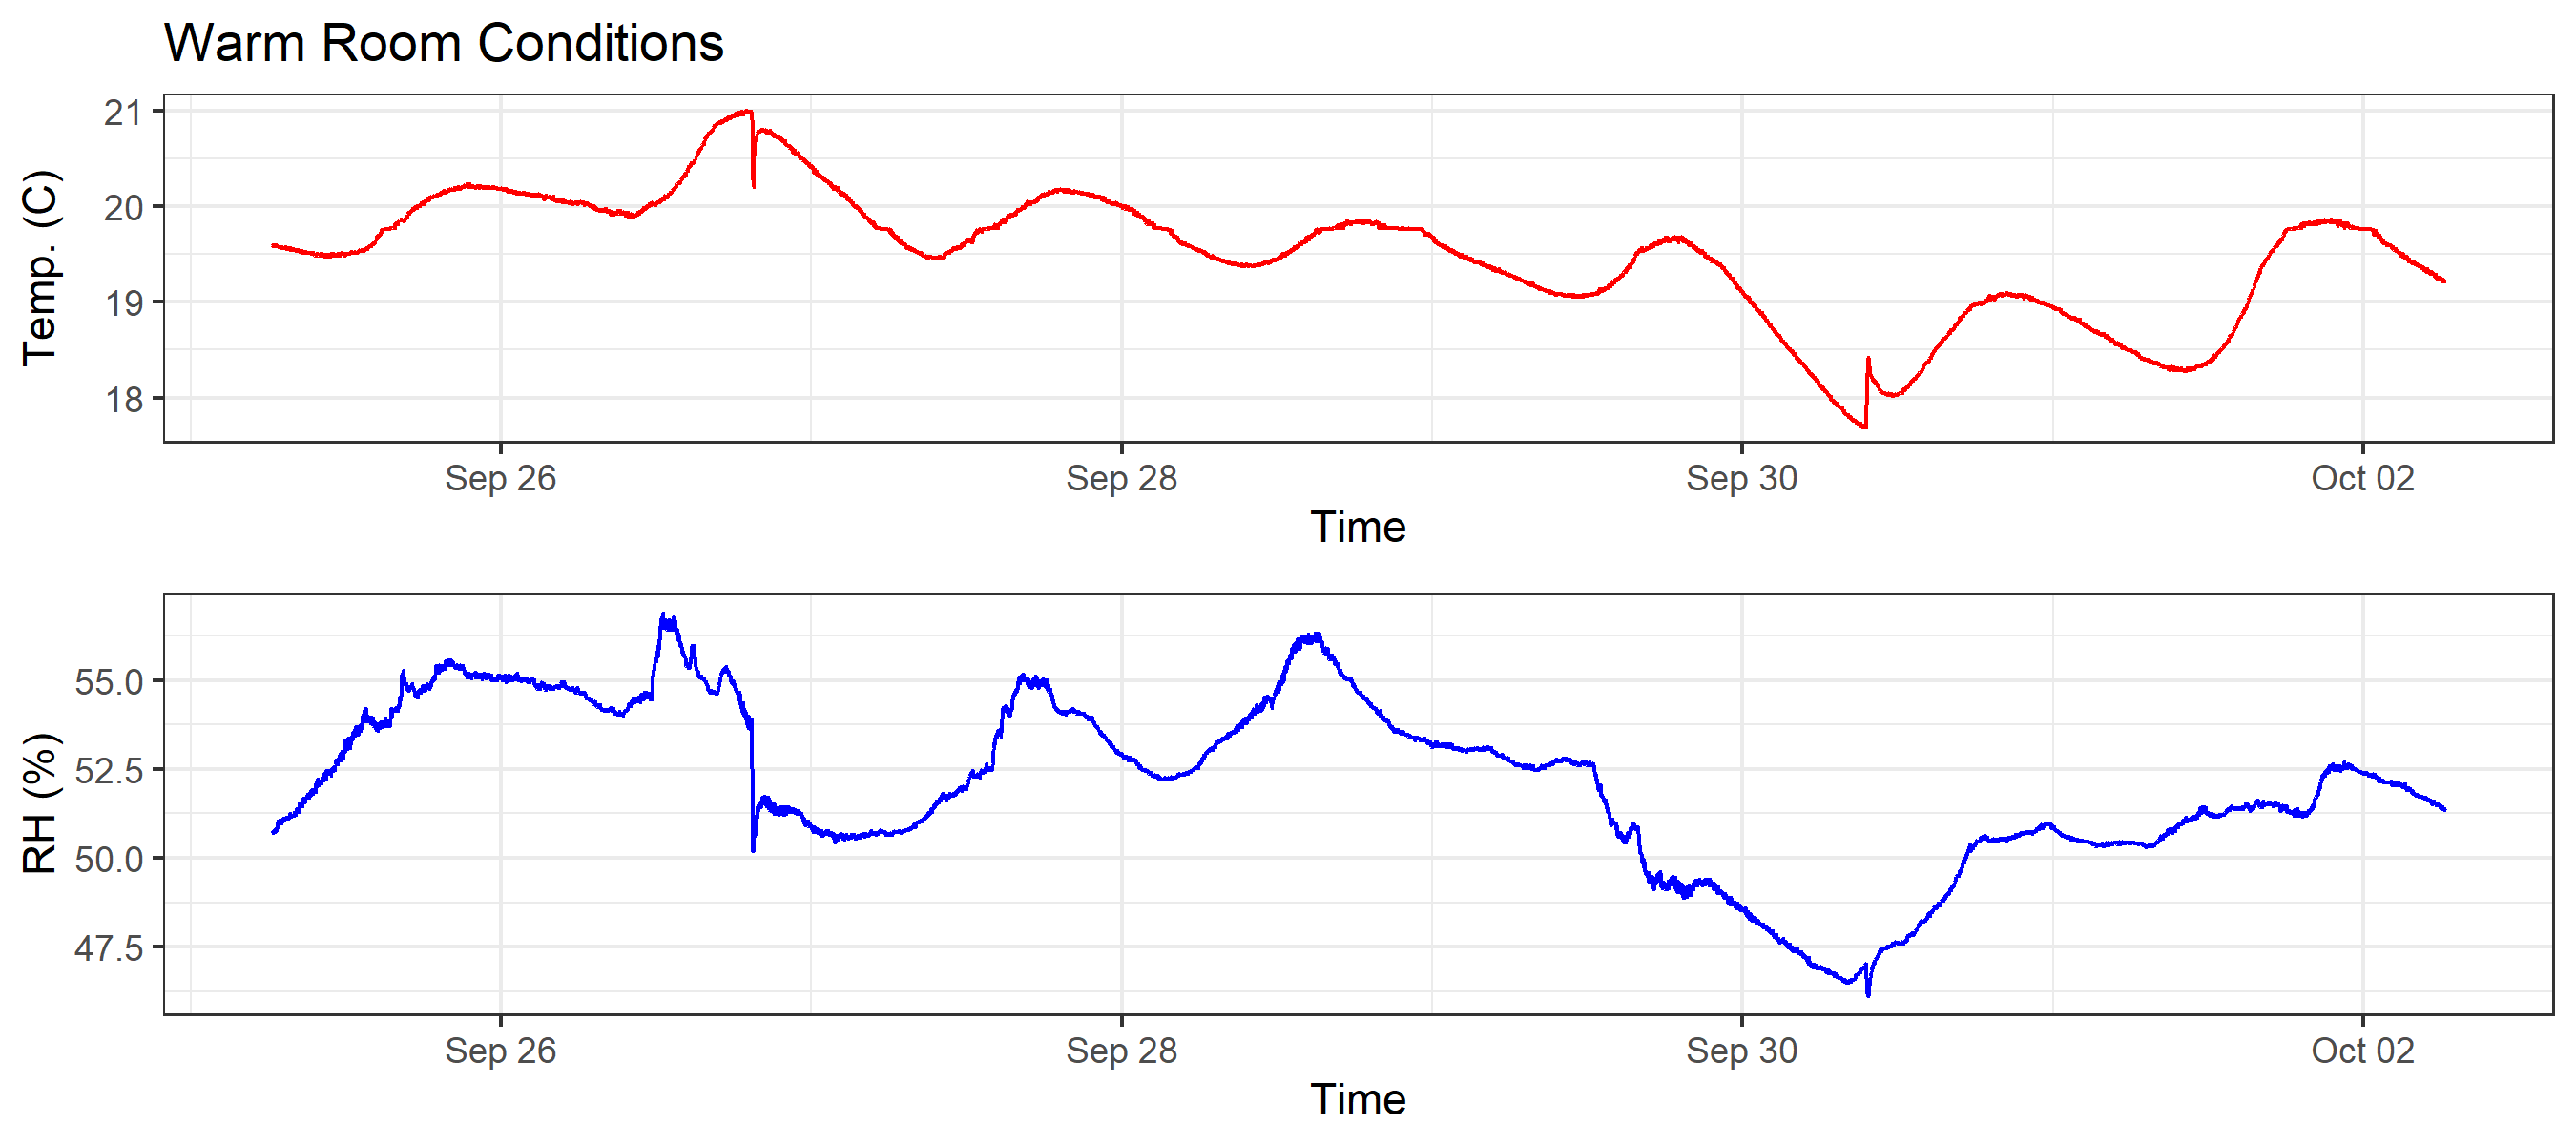 Warm Room Conditions
Temp. (C)
21
20
19
18
Sep 26 Sep 28 Sep 30 Oct 02
Time
RH (%)
55.0
52.5
50.0
47.5
Sep 26 Sep 28 Sep 30 Oct 02
Time